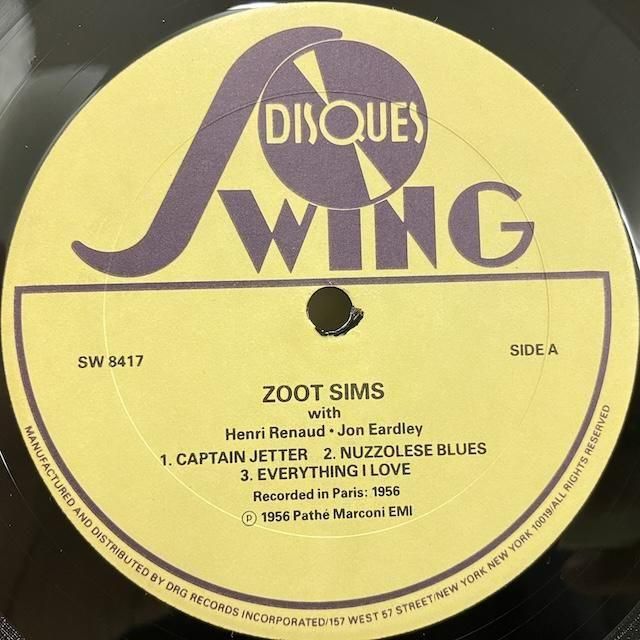 DISQUES
SWING
SW 8417
SIDE A
ZOOT SIMS
with
Henri Renaud • Jon Eardley
1. CAPTAIN JETTER 2. NUZZOLESE BLUES
3. EVERYTHING I LOVE
Recorded in Paris: 1956
℗ 1956 Pathé Marconi EMI
MANUFACTURED AND DISTRIBUTED BY DRG RECORDS INCORPORATED/157 WEST 57 STREET/NEW YORK, NEW YORK 10019/ALL RIGHTS RESERVED